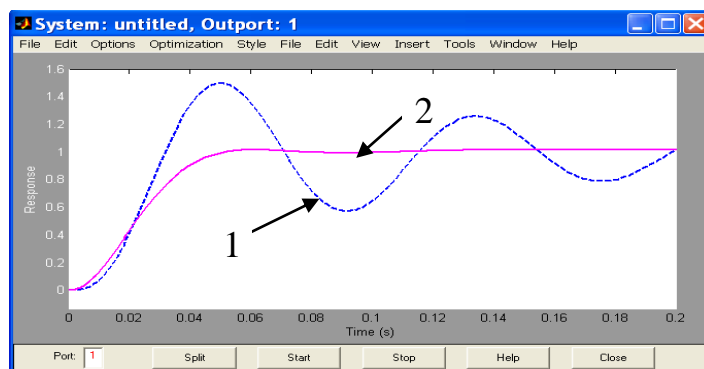 System: untitled, Outport: 1
File Edit Options Optimization Style File Edit View Insert Tools Window Help
1.6
1.4
1.2
1
0.8
0.6
0.4
0.2
0
Response
2
1
0 0.02 0.04 0.06 0.08 0.1 0.12 0.14 0.16 0.18 0.2
Time (s)
Port: 1 Split Start Stop Help Close